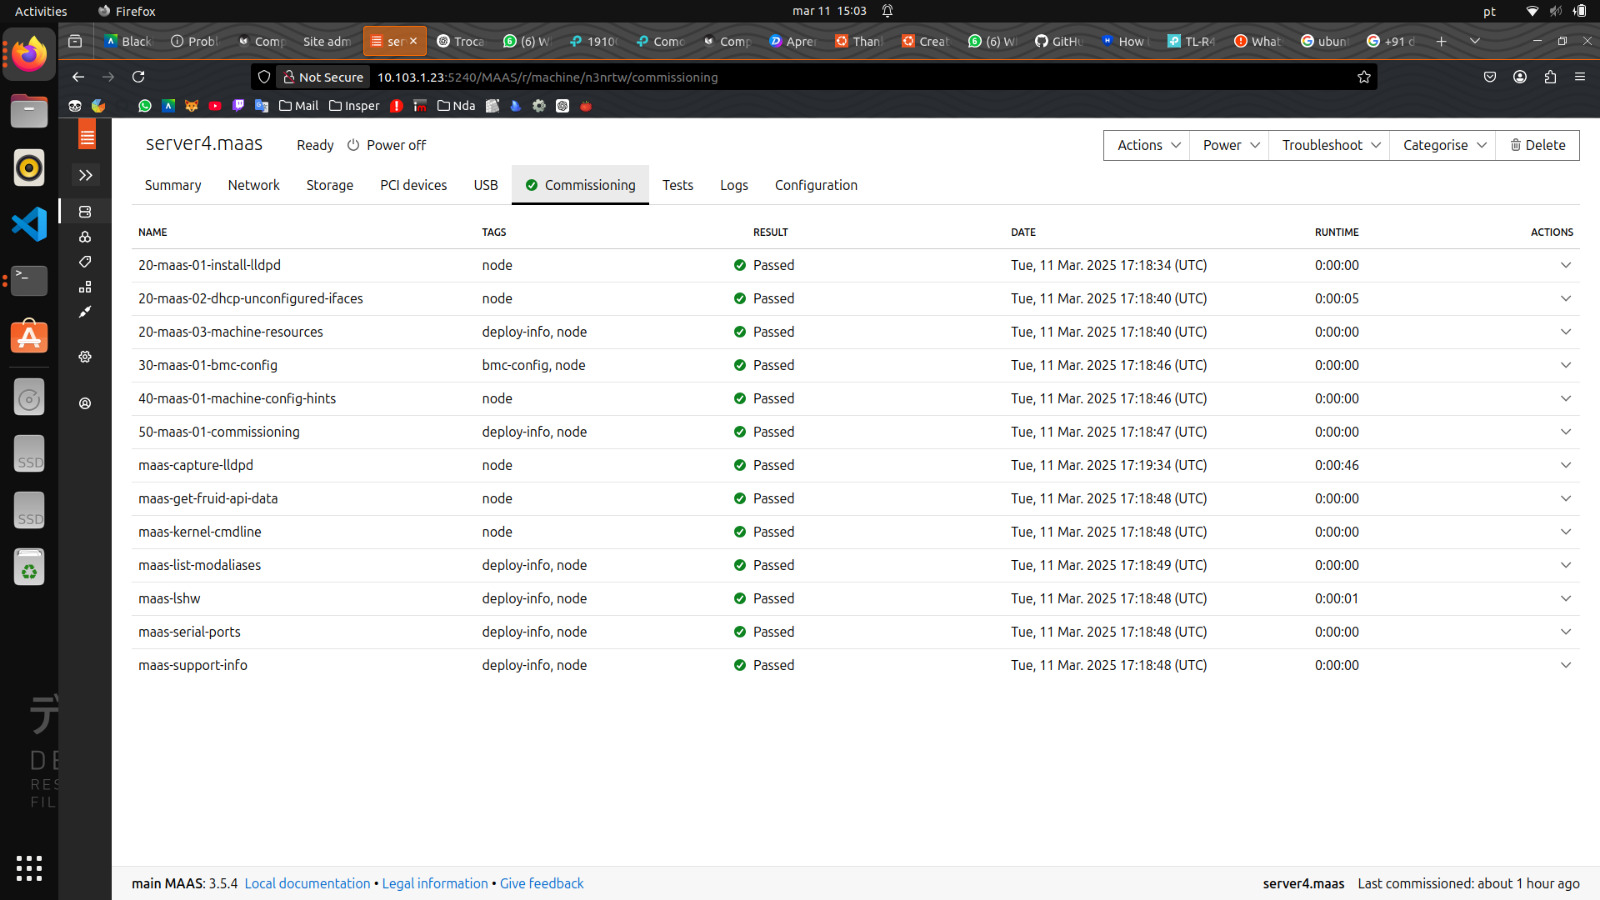 Activities Firefox mar 11 15:03 pt
Black Probl Comp Site adm ser Troca (6) W 1910 Como Comp Apre Than Creat (6) W GitHu How What ubun +91 d
Not Secure 10.103.1.23:5240/MAAS/r/machine/n3nrtw/commissioning
Mail Insper Nda
server4.maas Ready Power off Actions Power Troubleshoot Categorise Delete
Summary Network Storage PCI devices USB Commissioning Tests Logs Configuration
NAME TAGS RESULT DATE RUNTIME ACTIONS
20-maas-01-install-lldpd node Passed Tue, 11 Mar. 2025 17:18:34 (UTC) 0:00:00
20-maas-02-dhcp-unconfigured-ifaces node Passed Tue, 11 Mar. 2025 17:18:40 (UTC) 0:00:05
20-maas-03-machine-resources deploy-info, node Passed Tue, 11 Mar. 2025 17:18:40 (UTC) 0:00:00
30-maas-01-bmc-config bmc-config, node Passed Tue, 11 Mar. 2025 17:18:46 (UTC) 0:00:00
40-maas-01-machine-config-hints node Passed Tue, 11 Mar. 2025 17:18:46 (UTC) 0:00:00
50-maas-01-commissioning deploy-info, node Passed Tue, 11 Mar. 2025 17:18:47 (UTC) 0:00:00
maas-capture-lldpd node Passed Tue, 11 Mar. 2025 17:19:34 (UTC) 0:00:46
maas-get-fruid-api-data node Passed Tue, 11 Mar. 2025 17:18:48 (UTC) 0:00:00
maas-kernel-cmdline node Passed Tue, 11 Mar. 2025 17:18:48 (UTC) 0:00:00
maas-list-modaliases deploy-info, node Passed Tue, 11 Mar. 2025 17:18:49 (UTC) 0:00:00
maas-lshw deploy-info, node Passed Tue, 11 Mar. 2025 17:18:48 (UTC) 0:00:01
maas-serial-ports deploy-info, node Passed Tue, 11 Mar. 2025 17:18:48 (UTC) 0:00:00
maas-support-info deploy-info, node Passed Tue, 11 Mar. 2025 17:18:48 (UTC) 0:00:00
SSD
SSD
デ
DE
RES
FIL
main MAAS: 3.5.4 Local documentation • Legal information • Give feedback server4.maas Last commissioned: about 1 hour ago